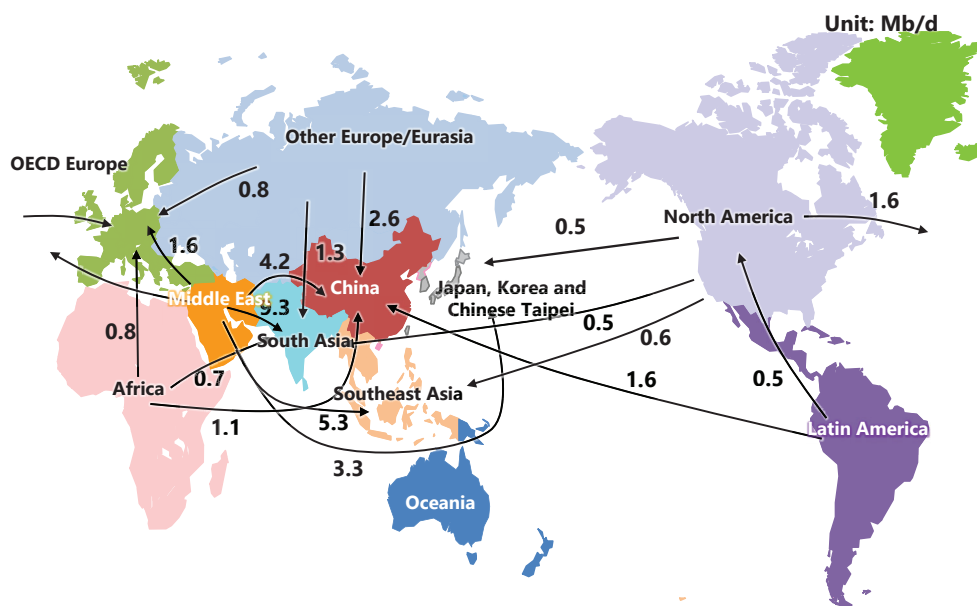 Unit: Mb/d
Other Europe/Eurasia
OECD Europe
0.8
2.6
1.6
North America
0.5
1.6
1.3
4.2
Middle East
China
Japan, Korea and
Chinese Taipei
9.3
South Asia
0.5
0.6
0.8
0.7
Africa
Southeast Asia
1.6
0.5
1.1
5.3
Latin America
3.3
Oceania